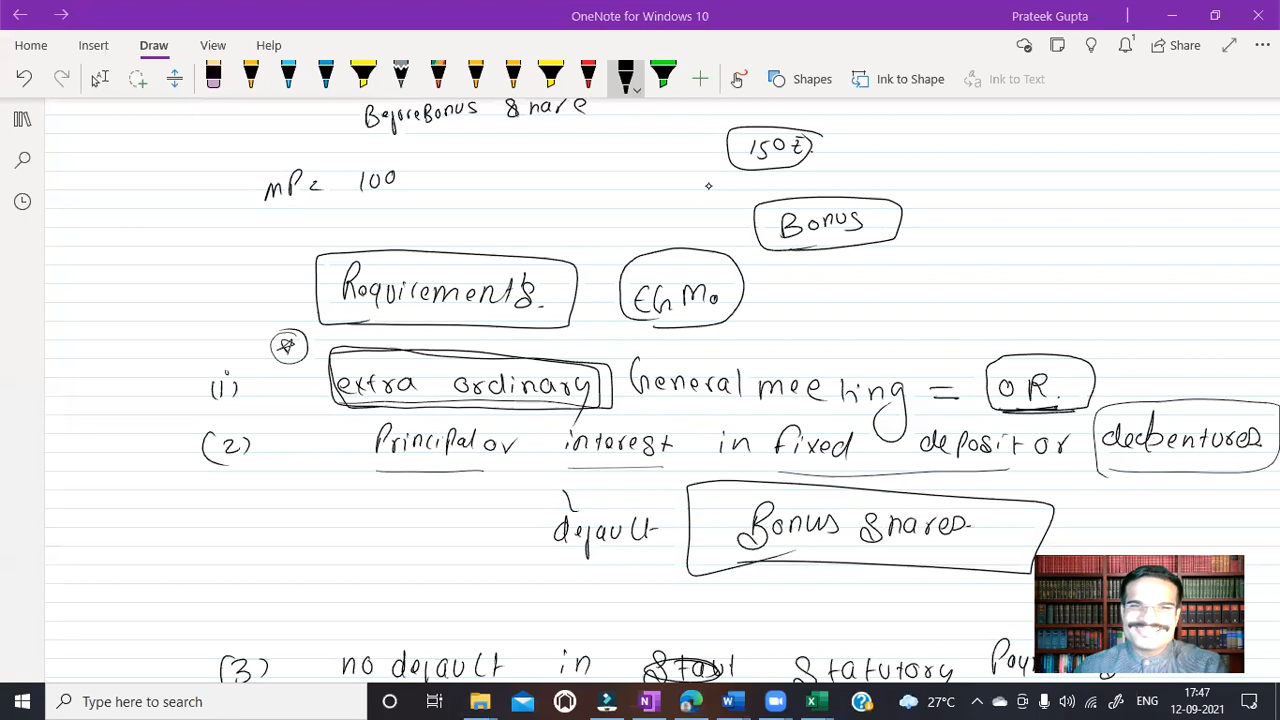 OneNote for Windows 10
Prateek Gupta
Home Insert Draw View Help
Share
Shapes
Ink to Shape
Ink to Text
Before Bonus Share
150
MP = 100
Bonus
Requirements.
EGM.
(1) extra ordinary General meeting = OR.
(2) Principal or interest in fixed deposit or debentures
default Bonus Shares.
(3) no default in Statutory
Type here to search
27°C
ENG
17:47
12-09-2021